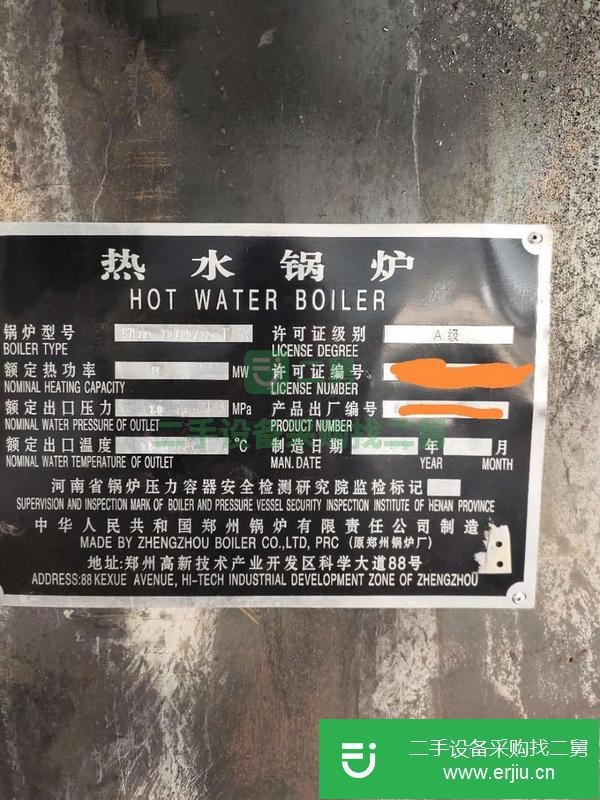 热水锅炉
HOT WATER BOILER
锅炉型号 许可证级别 A级
BOILER TYPE LICENSE DEGREE
额定热功率 MW 许可证编号
NOMINAL HEATING CAPACITY LICENSE NUMBER
额定出口压力 MPa 产品出厂编号
NOMINAL WATER PRESSURE OF OUTLET PRODUCT NUMBER
额定出口温度 ℃ 制造日期 年 月
NOMINAL WATER TEMPERATURE OF OUTLET MAN.DATE YEAR MONTH
河南省锅炉压力容器安全检测研究院监检标记
SUPERVISION AND INSPECTION MARK OF BOILER AND PRESSURE VESSEL SECURITY INSPECTION INSTITUTE OF HENAN PROVINCE
中华人民共和国郑州锅炉有限责任公司制造
MADE BY ZHENGZHOU BOILER CO.,LTD, PRC (原郑州锅炉厂)
地址:郑州高新技术产业开发区科学大道88号
ADDRESS:88 KEXUE AVENUE, HI-TECH INDUSTRIAL DEVELOPMENT ZONE OF ZHENGZHOU
二手设备采购找二舅
二手设备采购找二舅
www.erjiu.cn